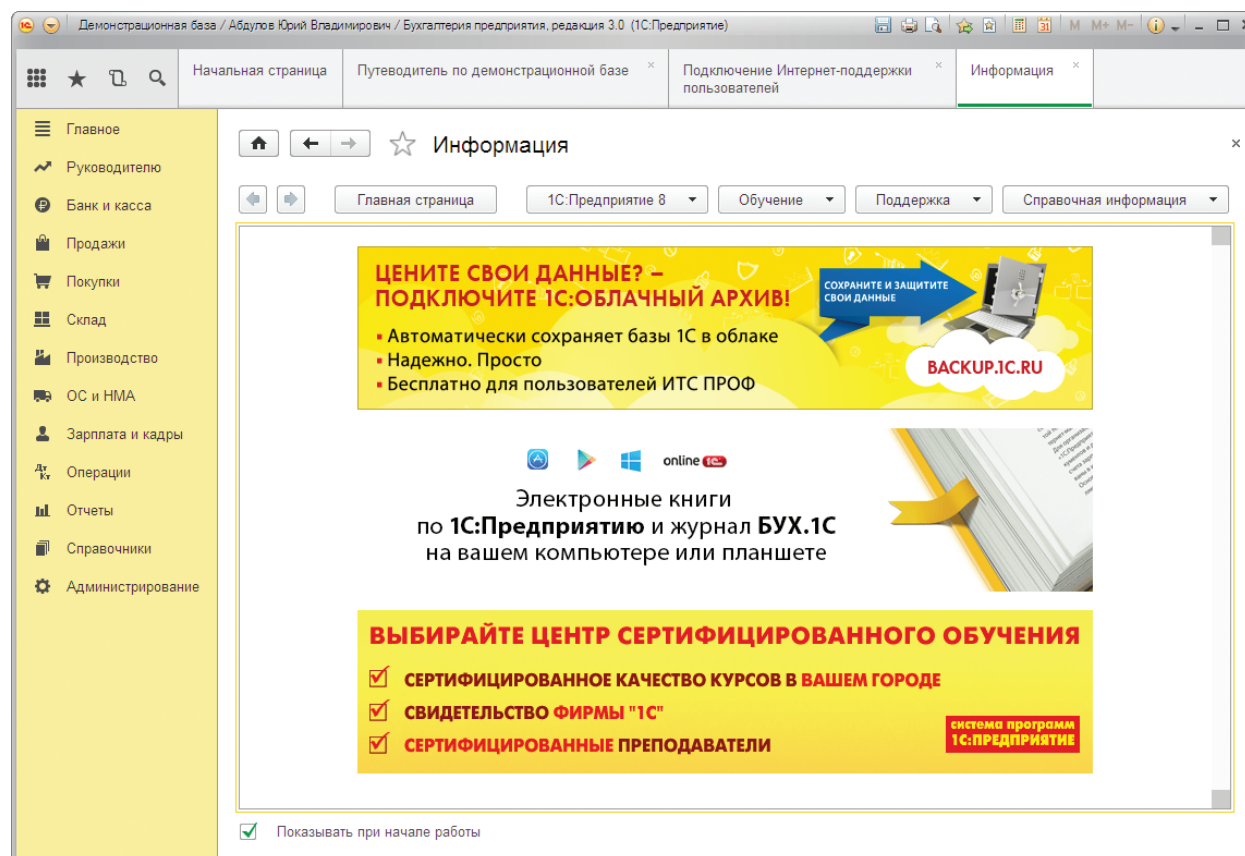 Демонстрационная база / Абдулов Юрий Владимирович / Бухгалтерия предприятия, редакция 3.0 (1С:Предприятие)
M M+ M-
Начальная страница
Путеводитель по демонстрационной базе
Подключение Интернет-поддержки
пользователей
Информация
Главное
Руководителю
Банк и касса
Продажи
Покупки
Склад
Производство
ОС и НМА
Зарплата и кадры
Операции
Отчеты
Справочники
Администрирование
Информация
Главная страница
1С:Предприятие 8
Обучение
Поддержка
Справочная информация
ЦЕНИТЕ СВОИ ДАННЫЕ? –
ПОДКЛЮЧИТЕ 1С:ОБЛАЧНЫЙ АРХИВ!
▪ Автоматически сохраняет базы 1С в облаке
▪ Надежно. Просто
▪ Бесплатно для пользователей ИТС ПРОФ
СОХРАНИТЕ И ЗАЩИТИТЕ
СВОИ ДАННЫЕ
BACKUP.1C.RU
online 1С
Электронные книги
по 1С:Предприятию и журнал БУХ.1С
на вашем компьютере или планшете
ВЫБИРАЙТЕ ЦЕНТР СЕРТИФИЦИРОВАННОГО ОБУЧЕНИЯ
СЕРТИФИЦИРОВАННОЕ КАЧЕСТВО КУРСОВ В ВАШЕМ ГОРОДЕ
СВИДЕТЕЛЬСТВО ФИРМЫ "1С"
СЕРТИФИЦИРОВАННЫЕ ПРЕПОДАВАТЕЛИ
система программ
1С:ПРЕДПРИЯТИЕ
Показывать при начале работы